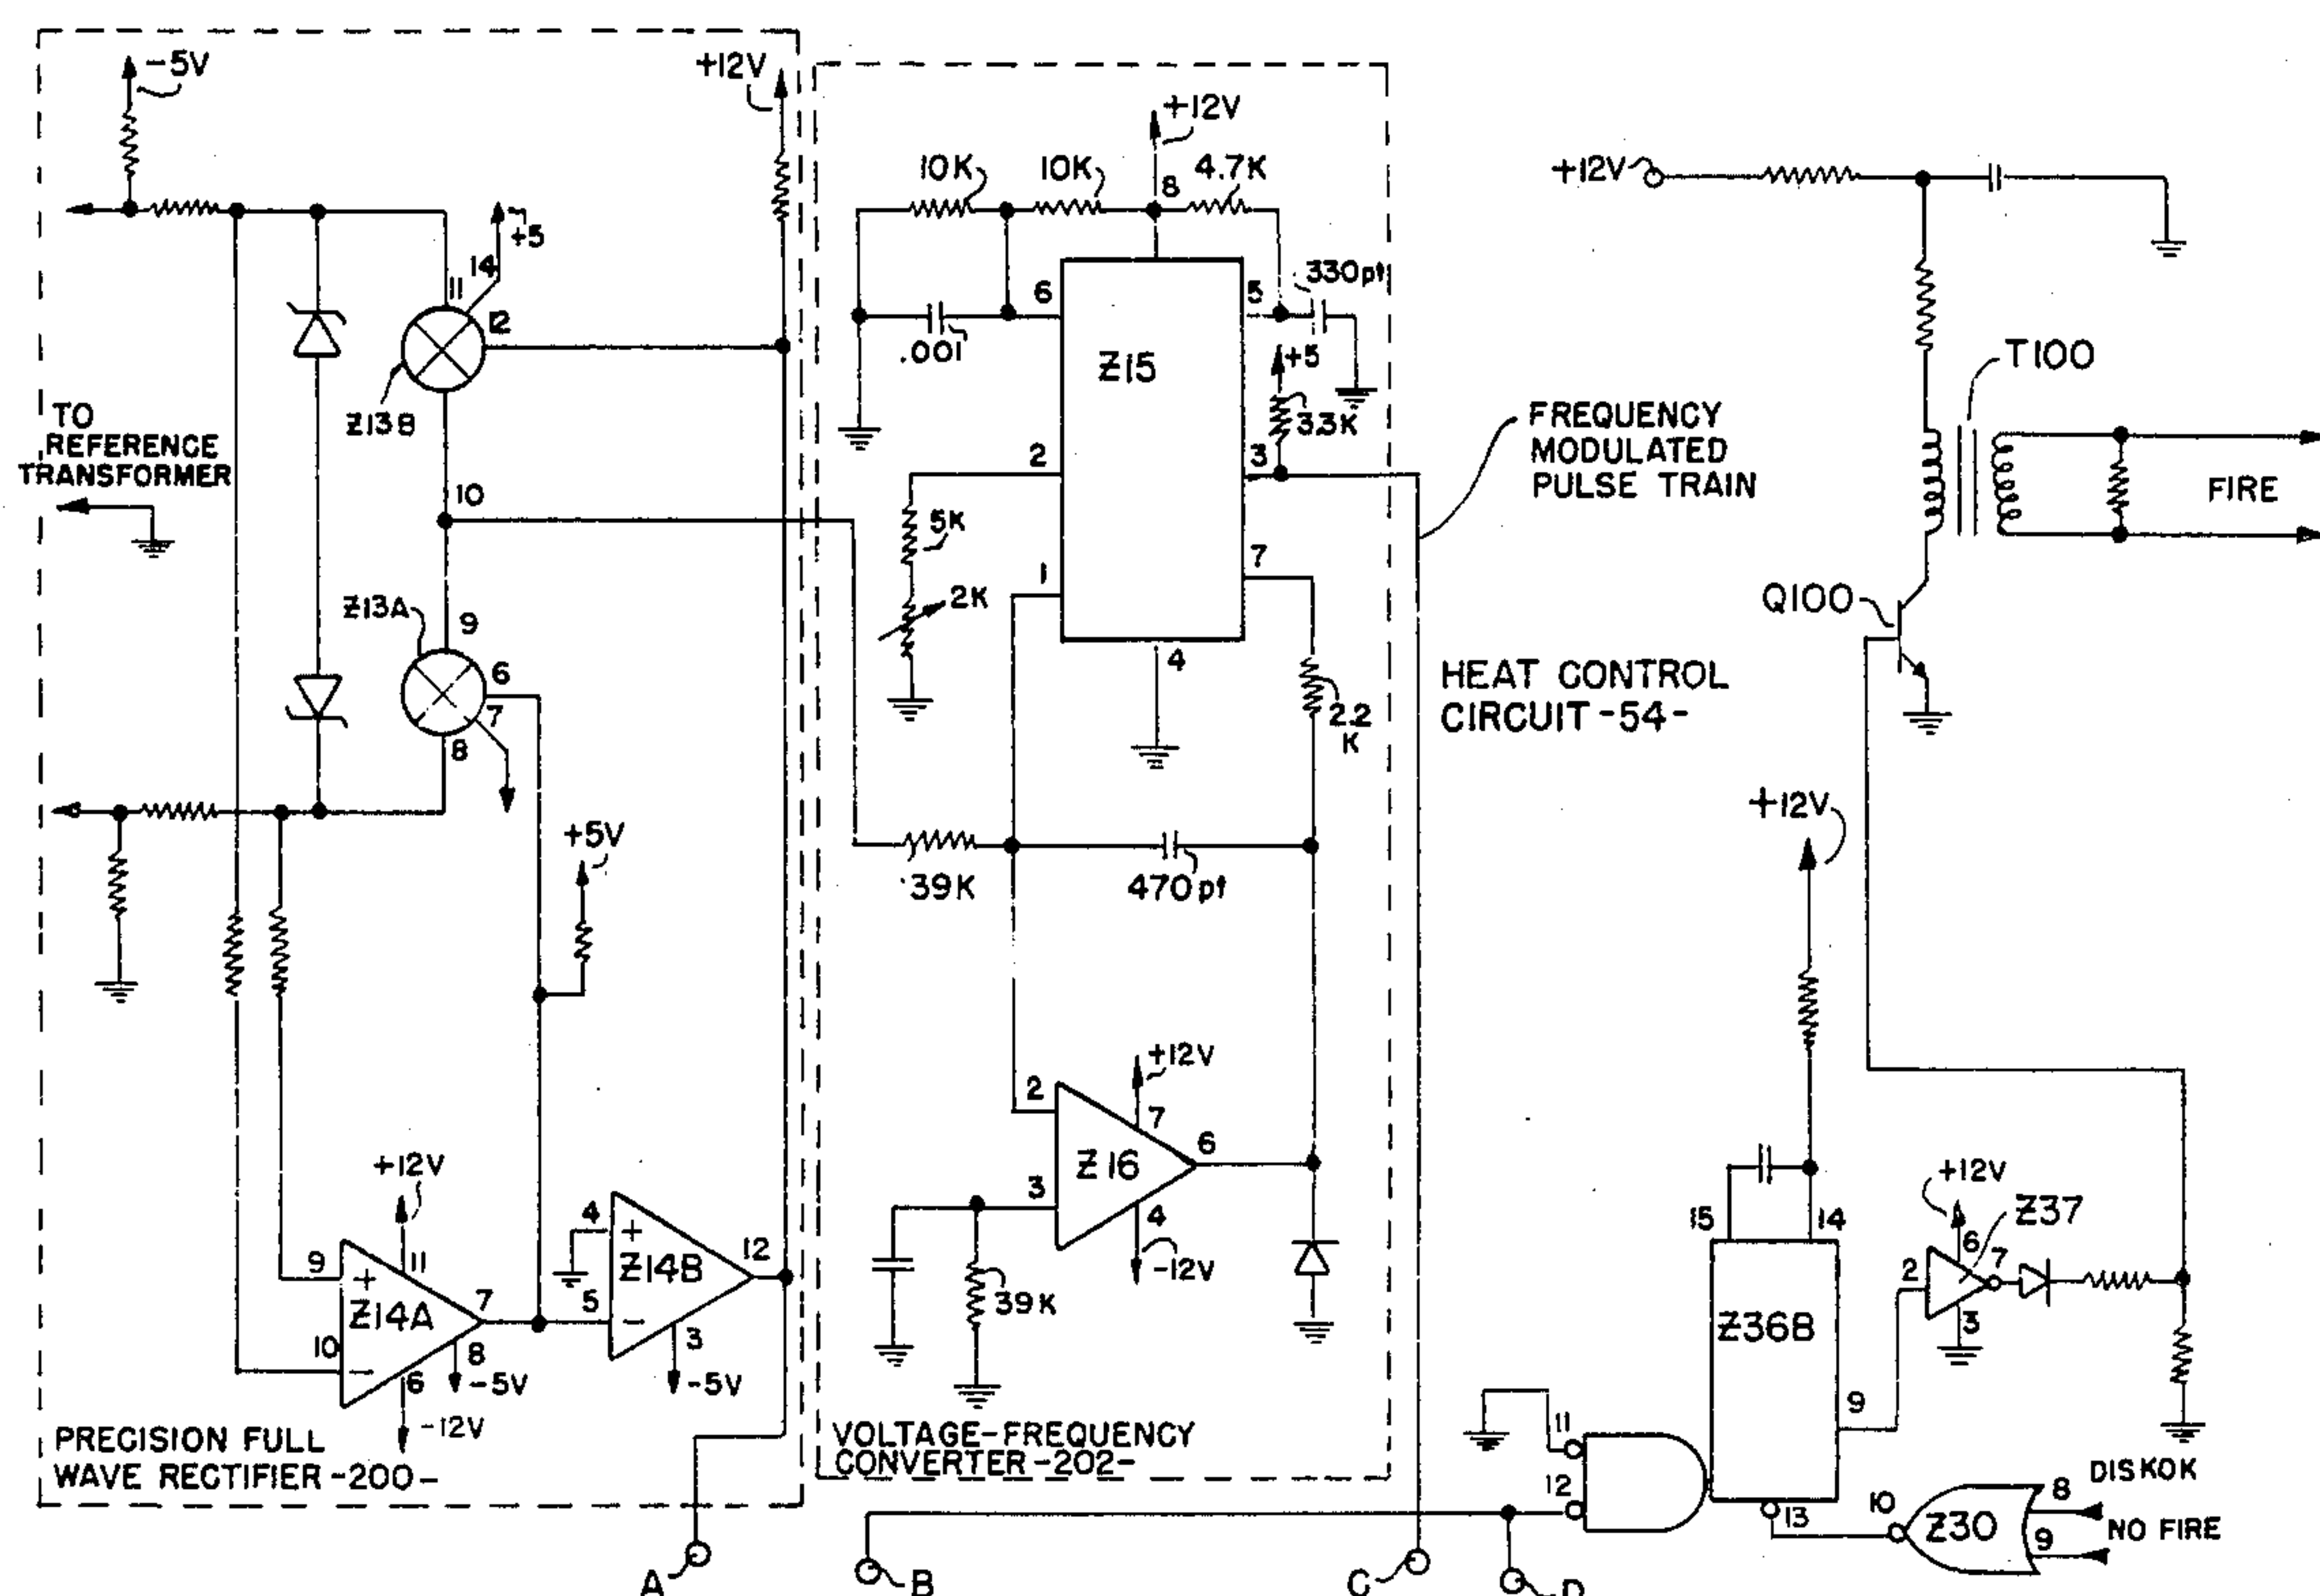 -5V
+12V
+5
14
11
12
Z13B
TO
REFERENCE
TRANSFORMER
10
Z13A
9
6
7
8
+5V
+12V
9
+
11
Z14A
7
10
-
8
6
-5V
-12V
4
+
Z14B
12
5
-
3
-5V
PRECISION FULL
WAVE RECTIFIER-200-
A
+12V
10K
10K
8
4.7K
6
5
330pt
.001
Z15
+5
3.3K
2
3
5K
1
7
2K
4
2.2
K
39K
470pt
+12V
2
7
Z16
6
3
4
-12V
39K
VOLTAGE-FREQUENCY
CONVERTER-202-
B
C
D
FREQUENCY
MODULATED
PULSE TRAIN
HEAT CONTROL
CIRCUIT-54-
+12V
T100
FIRE
Q100
+12V
15
14
Z36B
+12V
Z37
6
7
2
3
9
11
12
13
10
Z30
8
9
DISKOK
NO FIRE